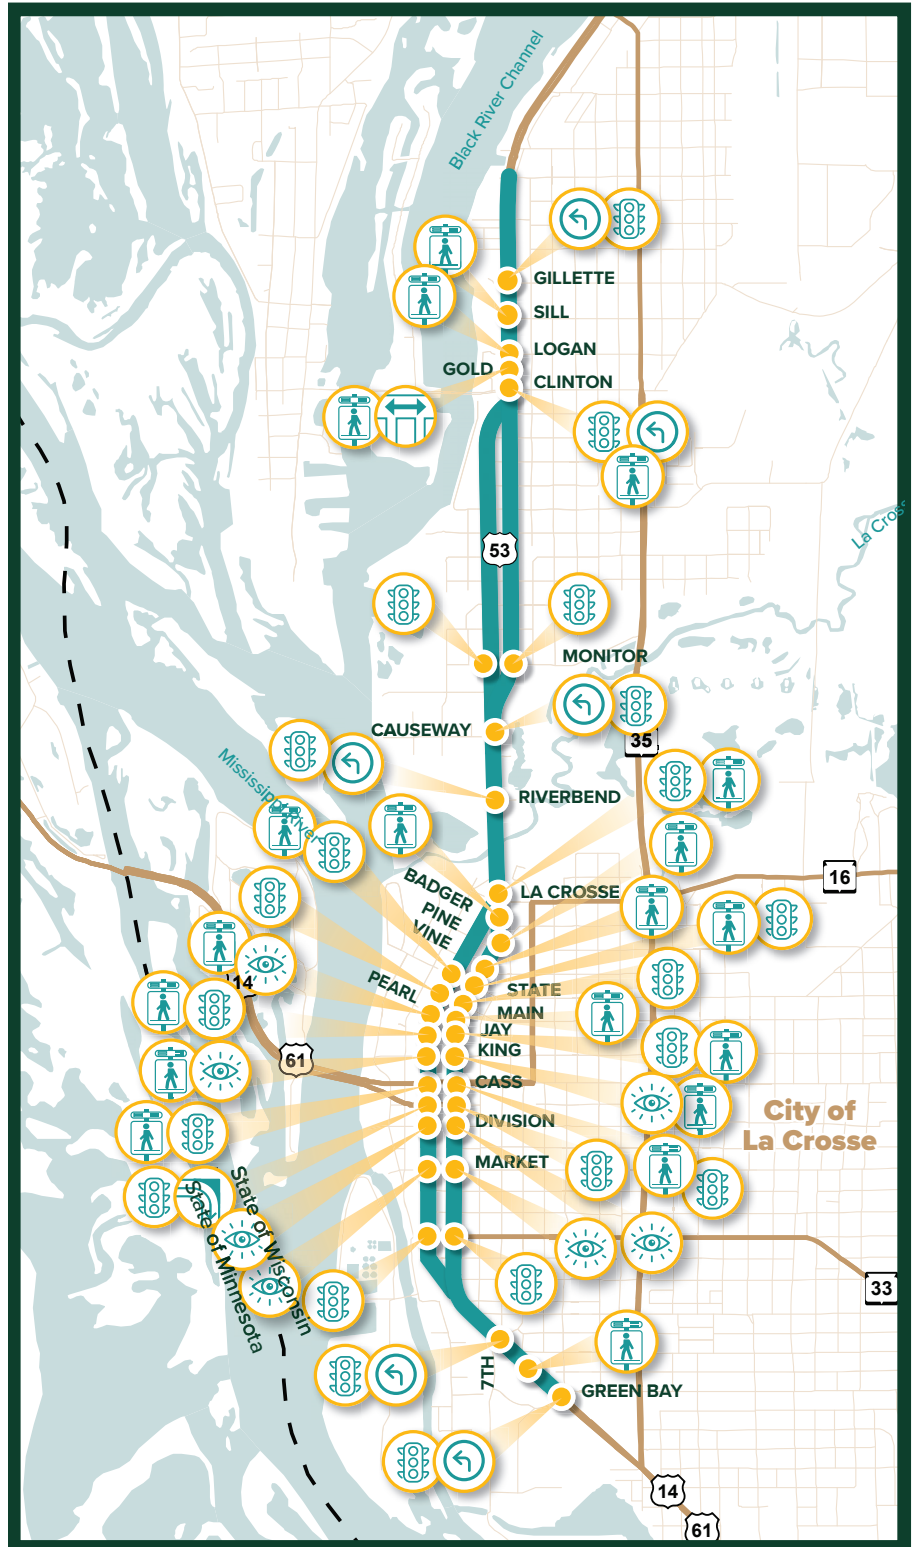 Black River Channel
GILLETTE
SILL
LOGAN
GOLD
CLINTON
La Cross
53
MONITOR
CAUSEWAY
35
Mississippi River
RIVERBEND
16
LA CROSSE
BADGER
PINE
VINE
PEARL
14
STATE
MAIN
JAY
KING
61
CASS
DIVISION
City of
La Crosse
MARKET
State of Wisconsin
State of Minnesota
33
7TH
GREEN BAY
14
61